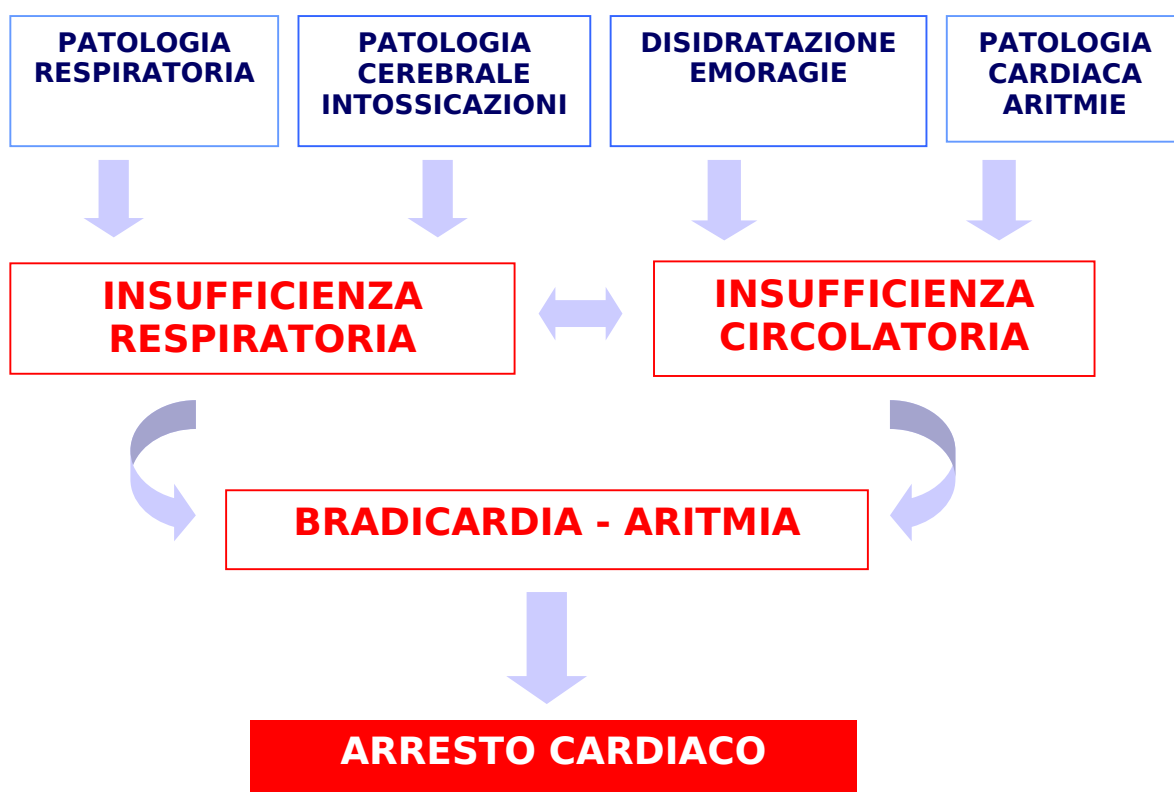 PATOLOGIA
RESPIRATORIA
PATOLOGIA
CEREBRALE
INTOSSICAZIONI
DISIDRATAZIONE
EMORAGIE
PATOLOGIA
CARDIACA
ARITMIE
INSUFFICIENZA
RESPIRATORIA
INSUFFICIENZA
CIRCOLATORIA
BRADICARDIA - ARITMIA
ARRESTO CARDIACO